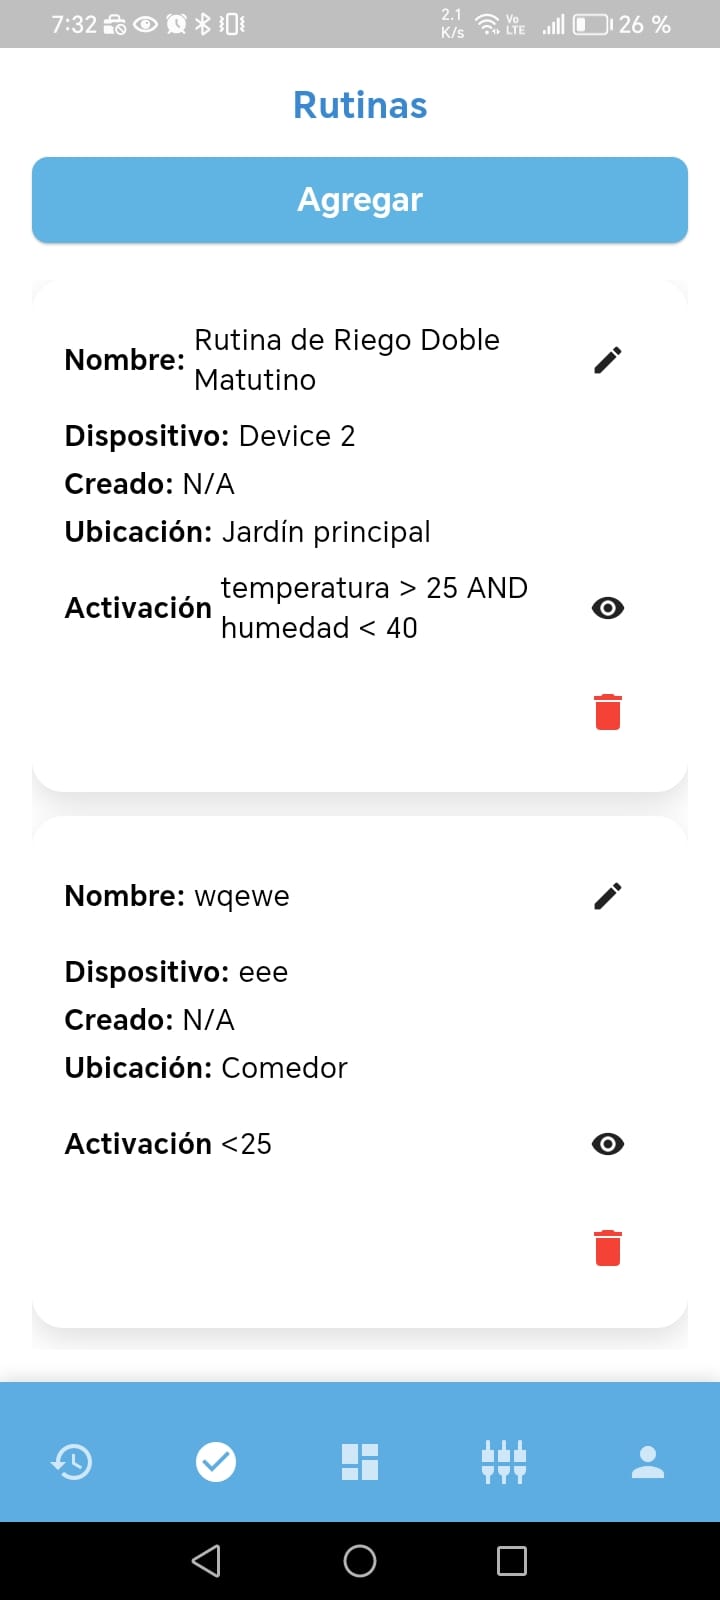 7:32
2.1
K/s
Vo
LTE
26 %
Rutinas
Agregar
Nombre: Rutina de Riego Doble
Matutino
Dispositivo: Device 2
Creado: N/A
Ubicación: Jardín principal
Activación temperatura > 25 AND
humedad < 40
Nombre: wqewe
Dispositivo: eee
Creado: N/A
Ubicación: Comedor
Activación <25